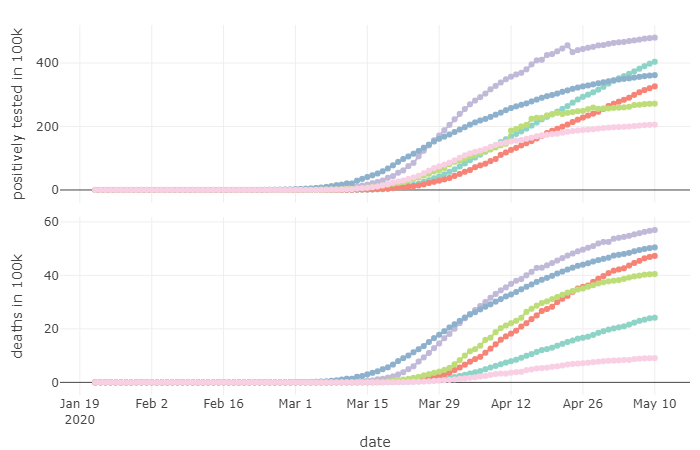 positively tested in 100k
400
200
0
deaths in 100k
60
40
20
0
Jan 19 Feb 2 Feb 16 Mar 1 Mar 15 Mar 29 Apr 12 Apr 26 May 10
2020
date